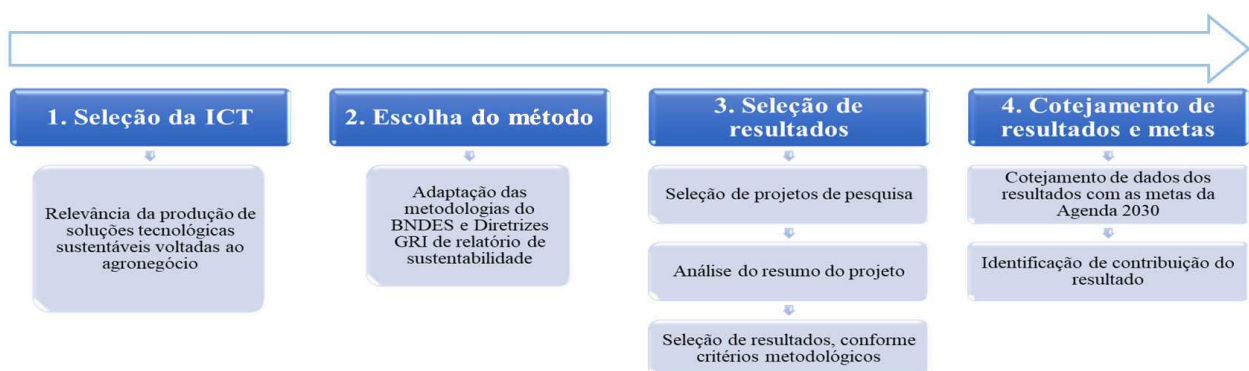 1. Seleção da ICT
Relevância da produção de
soluções tecnológicas
sustentáveis voltadas ao
agronegócio
2. Escolha do método
Adaptação das
metodologias do
BNDES e Diretrizes
GRI de relatório de
sustentabilidade
3. Seleção de
resultados
Seleção de projetos de pesquisa
Análise do resumo do projeto
Seleção de resultados, conforme
critérios metodológicos
4. Cotejamento de
resultados e metas
Cotejamento de dados dos
resultados com as metas da
Agenda 2030
Identificação de contribuição do
resultado